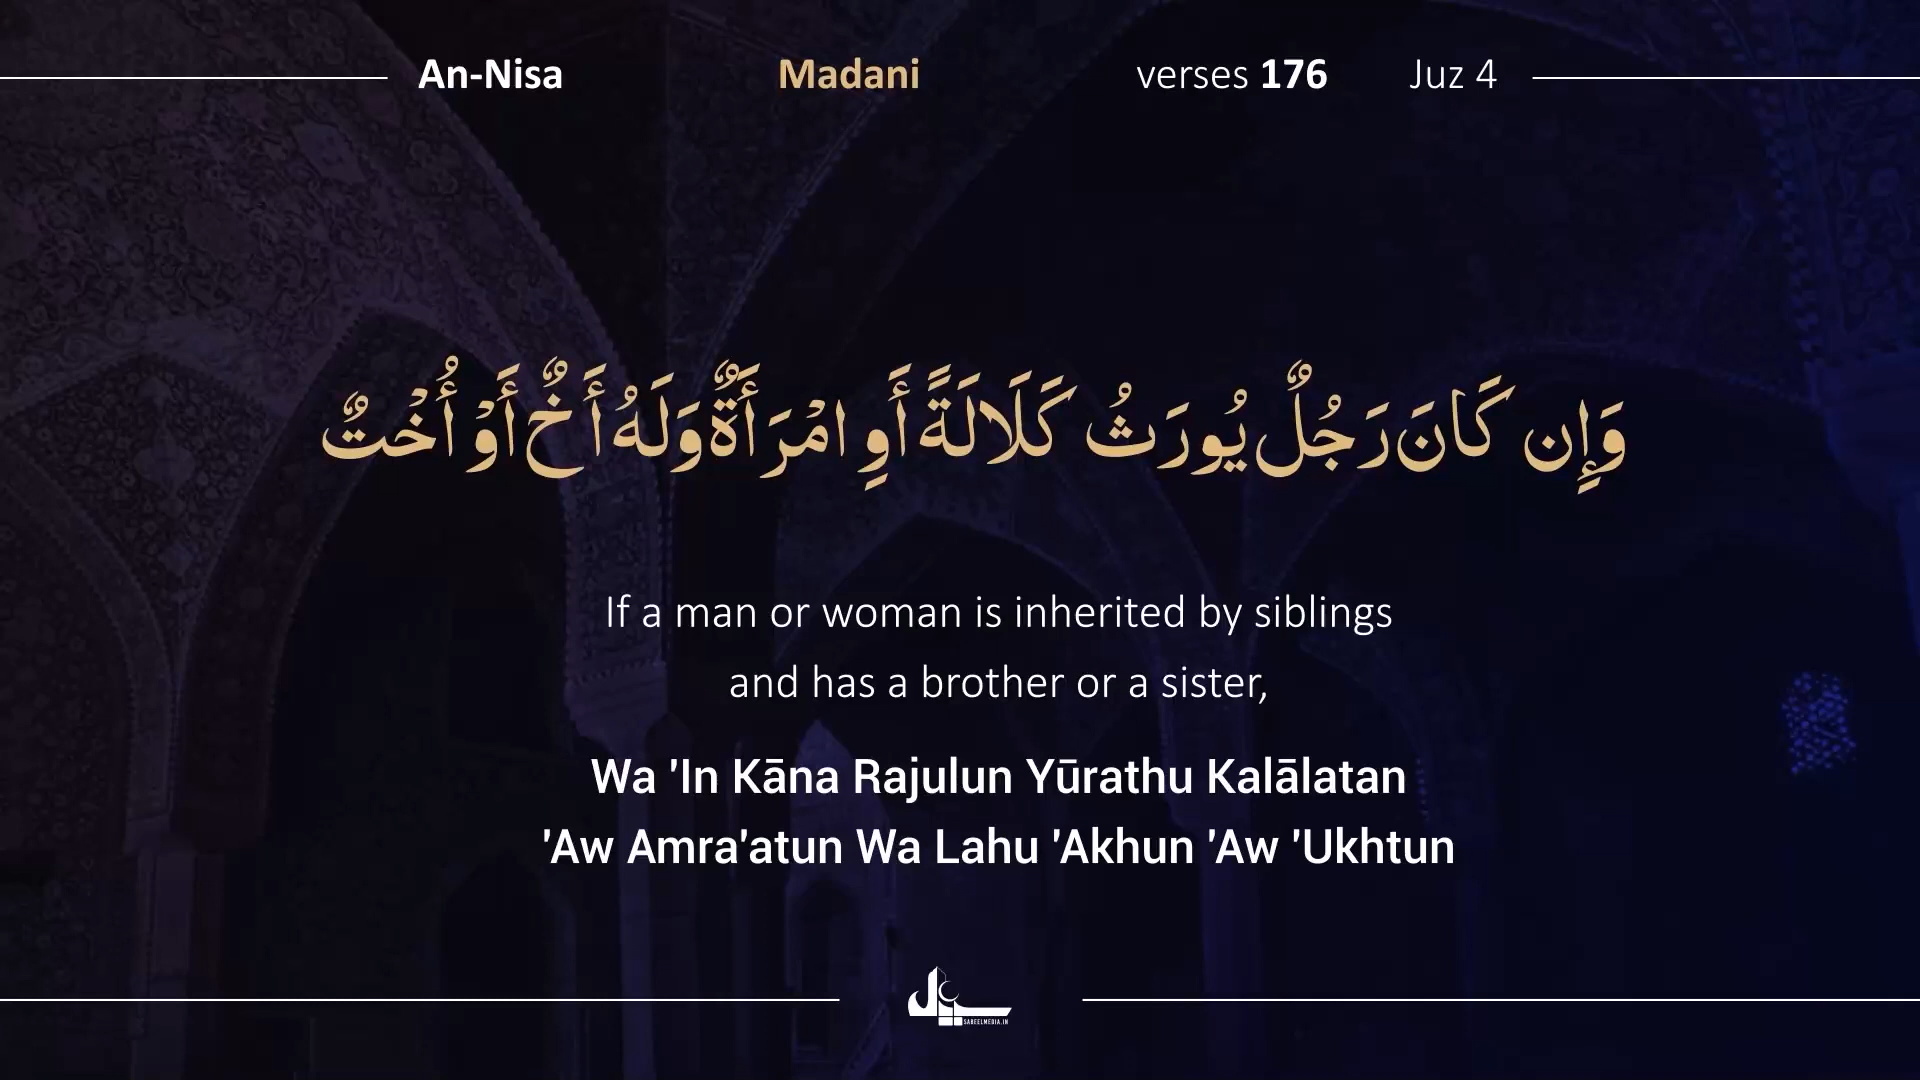 An-Nisa Madani verses 176 Juz 4
وَإِن كَانَ رَجُلٌ يُورَثُ كَلَالَةً أَوِ امْرَأَةٌ وَلَهُ أَخٌ أَوْ أُخْتٌ
If a man or woman is inherited by siblings
and has a brother or a sister,
Wa 'In Kāna Rajulun Yūrathu Kalālatan
'Aw Amra'atun Wa Lahu 'Akhun 'Aw 'Ukhtun
SABEELMEDIA.IN